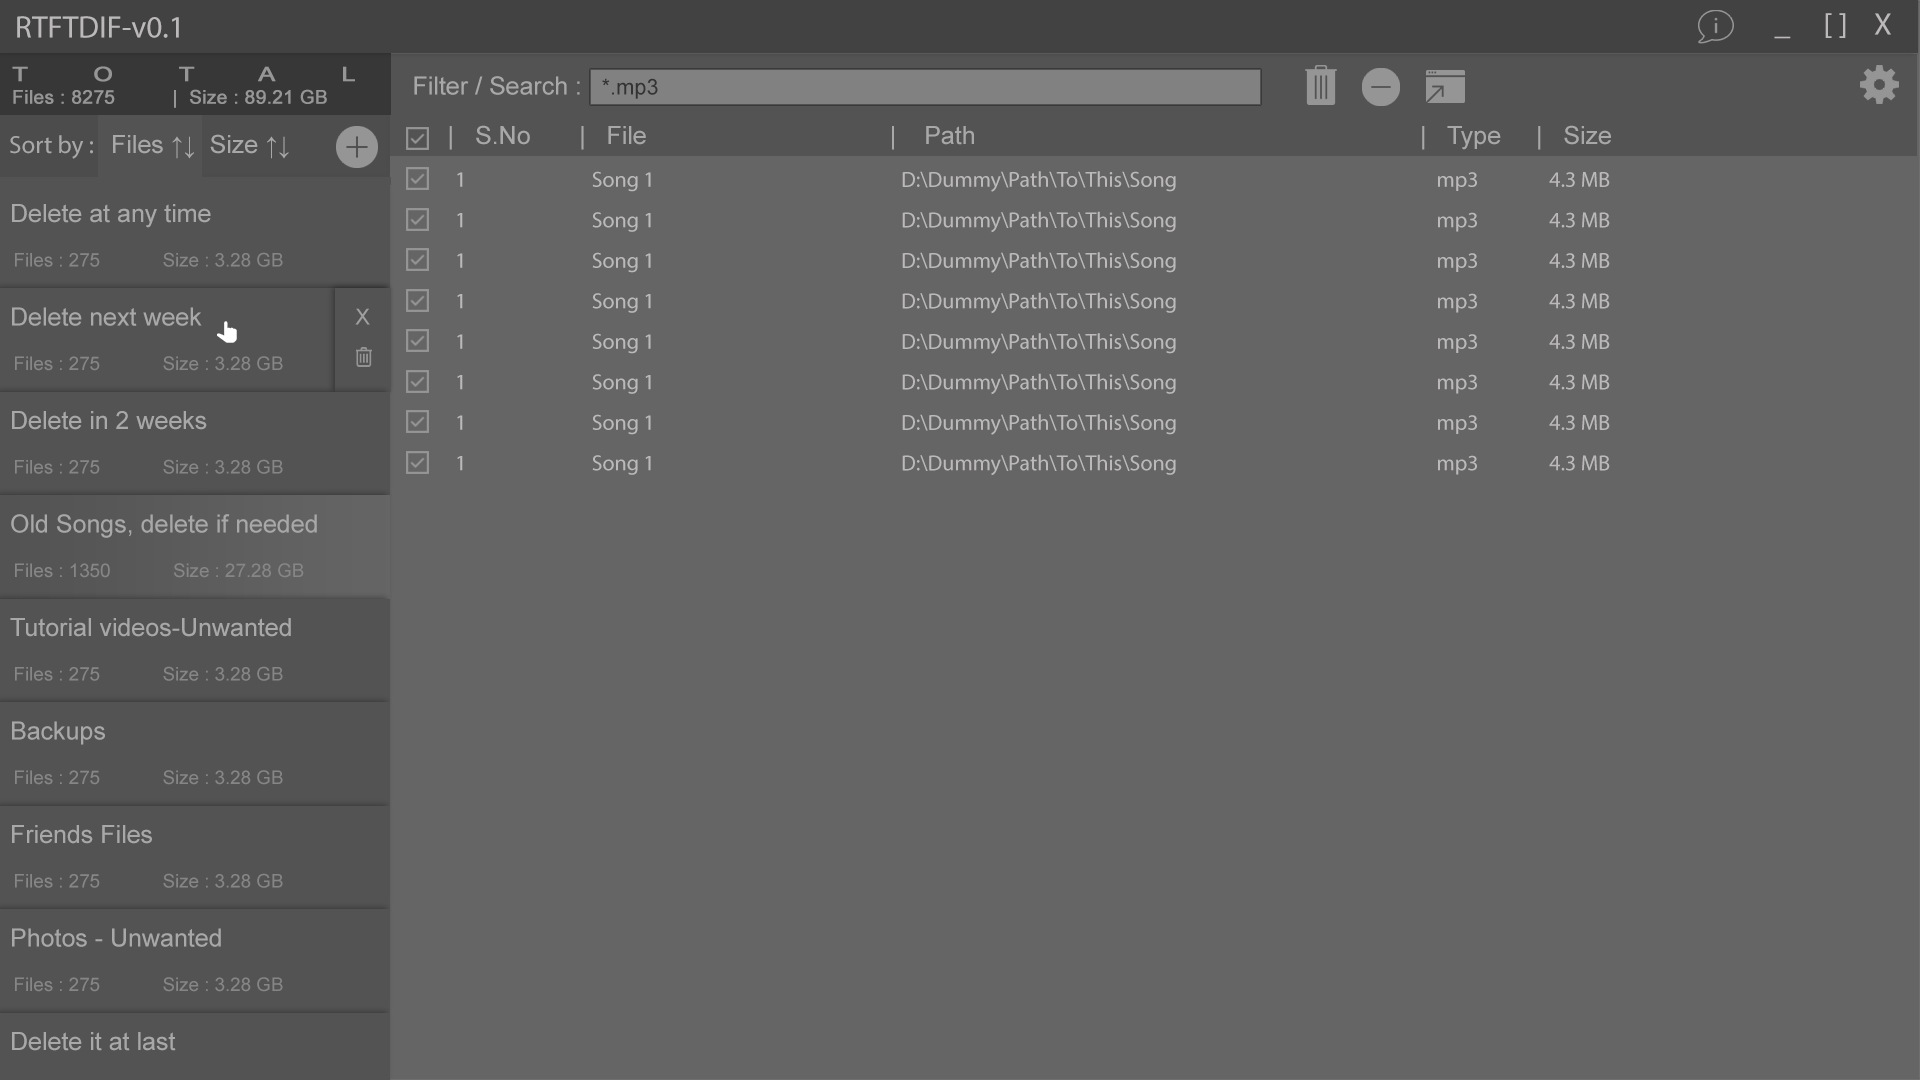 RTFTDIF-v0.1
_ [ ] X
T O T A L
Files : 8275 | Size : 89.21 GB
Sort by : Files ↑↓ Size ↑↓
Delete at any time
Files : 275 Size : 3.28 GB
Delete next week X
Files : 275 Size : 3.28 GB
Delete in 2 weeks
Files : 275 Size : 3.28 GB
Old Songs, delete if needed
Files : 1350 Size : 27.28 GB
Tutorial videos-Unwanted
Files : 275 Size : 3.28 GB
Backups
Files : 275 Size : 3.28 GB
Friends Files
Files : 275 Size : 3.28 GB
Photos - Unwanted
Files : 275 Size : 3.28 GB
Delete it at last
Filter / Search : *.mp3
| S.No | File | Path | Type | Size
1 Song 1 D:\Dummy\Path\To\This\Song mp3 4.3 MB
1 Song 1 D:\Dummy\Path\To\This\Song mp3 4.3 MB
1 Song 1 D:\Dummy\Path\To\This\Song mp3 4.3 MB
1 Song 1 D:\Dummy\Path\To\This\Song mp3 4.3 MB
1 Song 1 D:\Dummy\Path\To\This\Song mp3 4.3 MB
1 Song 1 D:\Dummy\Path\To\This\Song mp3 4.3 MB
1 Song 1 D:\Dummy\Path\To\This\Song mp3 4.3 MB
1 Song 1 D:\Dummy\Path\To\This\Song mp3 4.3 MB